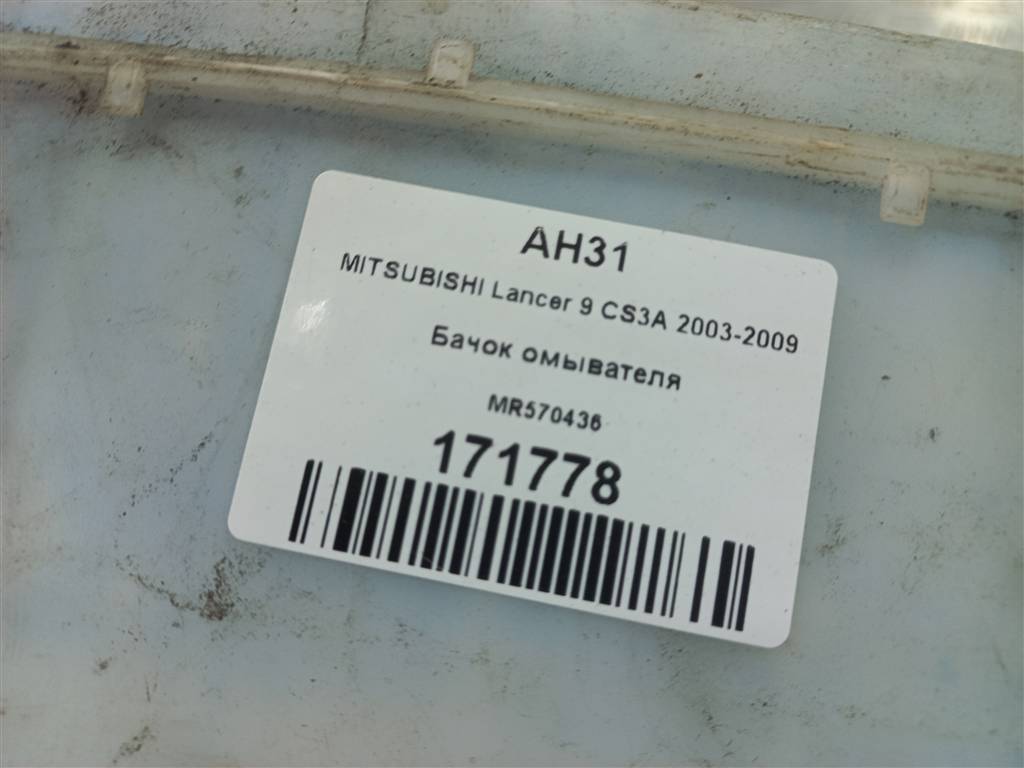 AH31
MITSUBISHI Lancer 9 CS3A 2003-2009
Бачок омывателя
MR570436
171778